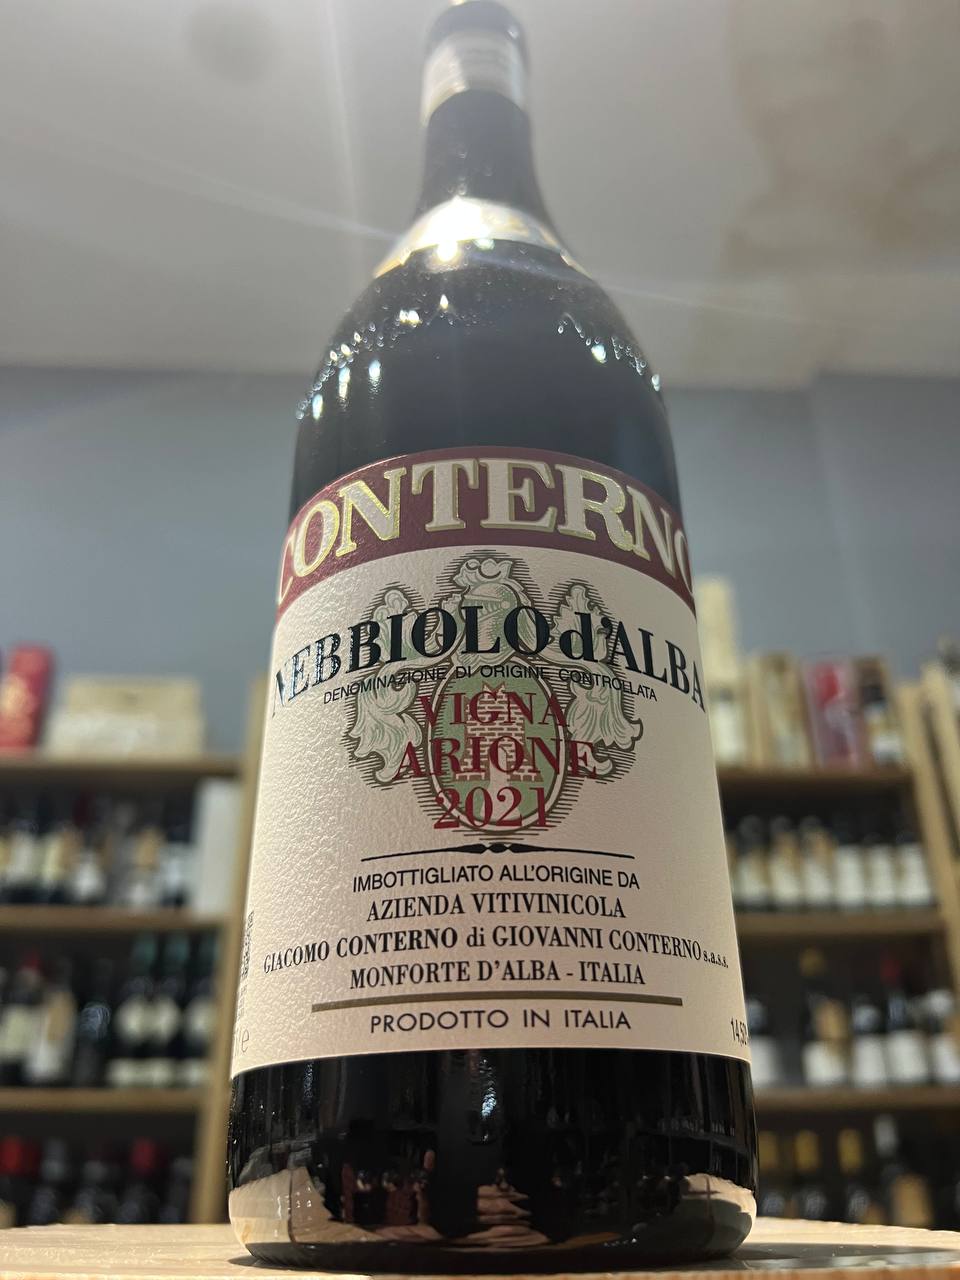 CONTERNO
NEBBIOLO d'ALBA
DENOMINAZIONE DI ORIGINE CONTROLLATA
VIGNA
ARIONE
2021
IMBOTTIGLIATO ALL'ORIGINE DA
AZIENDA VITIVINICOLA
GIACOMO CONTERNO di GIOVANNI CONTERNO s.a.s.s.
MONFORTE D'ALBA - ITALIA
PRODOTTO IN ITALIA